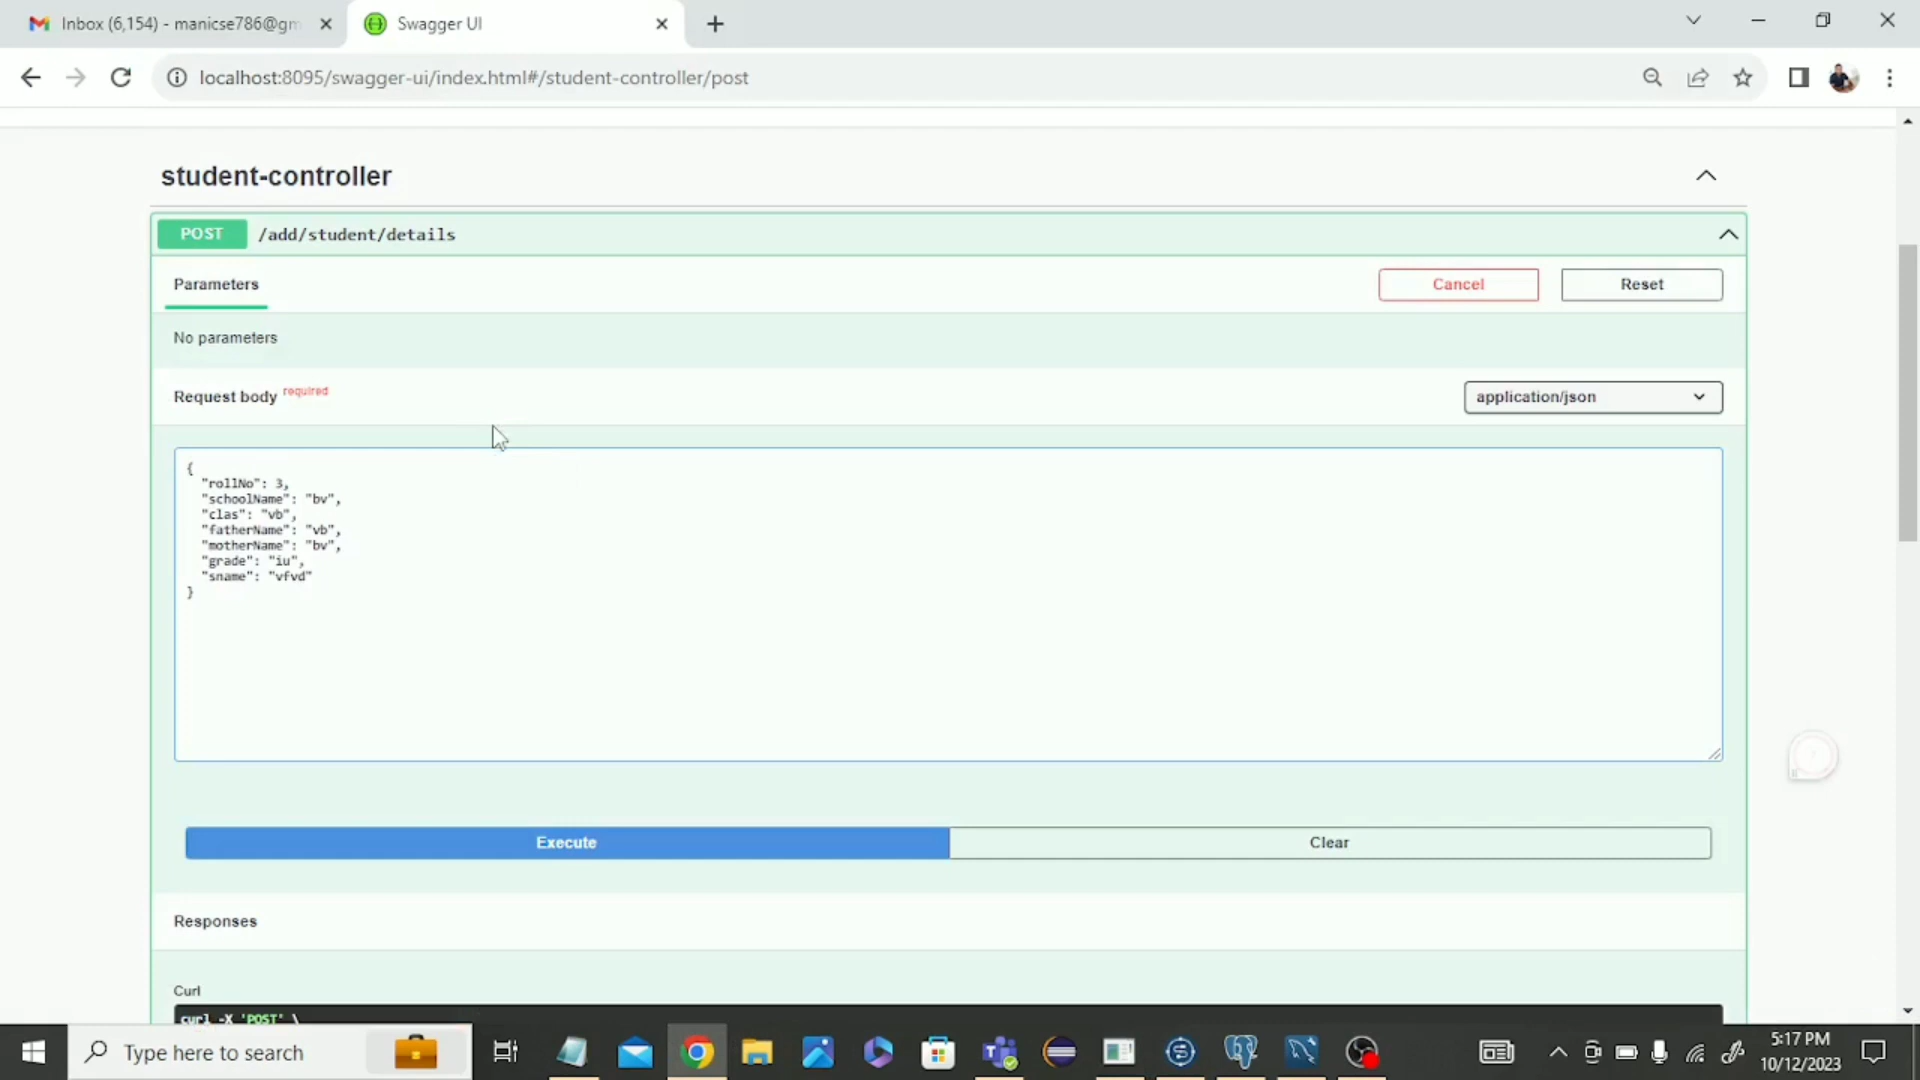 Inbox (6,154) - manicse786@gm
Swagger UI
localhost:8095/swagger-ui/index.html#/student-controller/post
student-controller
POST /add/student/details
Parameters
Cancel
Reset
No parameters
Request body required
application/json
{
"rollNo": 3,
"schoolName": "bv",
"clas": "vb",
"fatherName": "vb",
"motherName": "bv",
"grade": "iu",
"sname": "vfvd"
}
Execute
Clear
Responses
Curl
curl -X 'POST' \
Type here to search
5:17 PM
10/12/2023